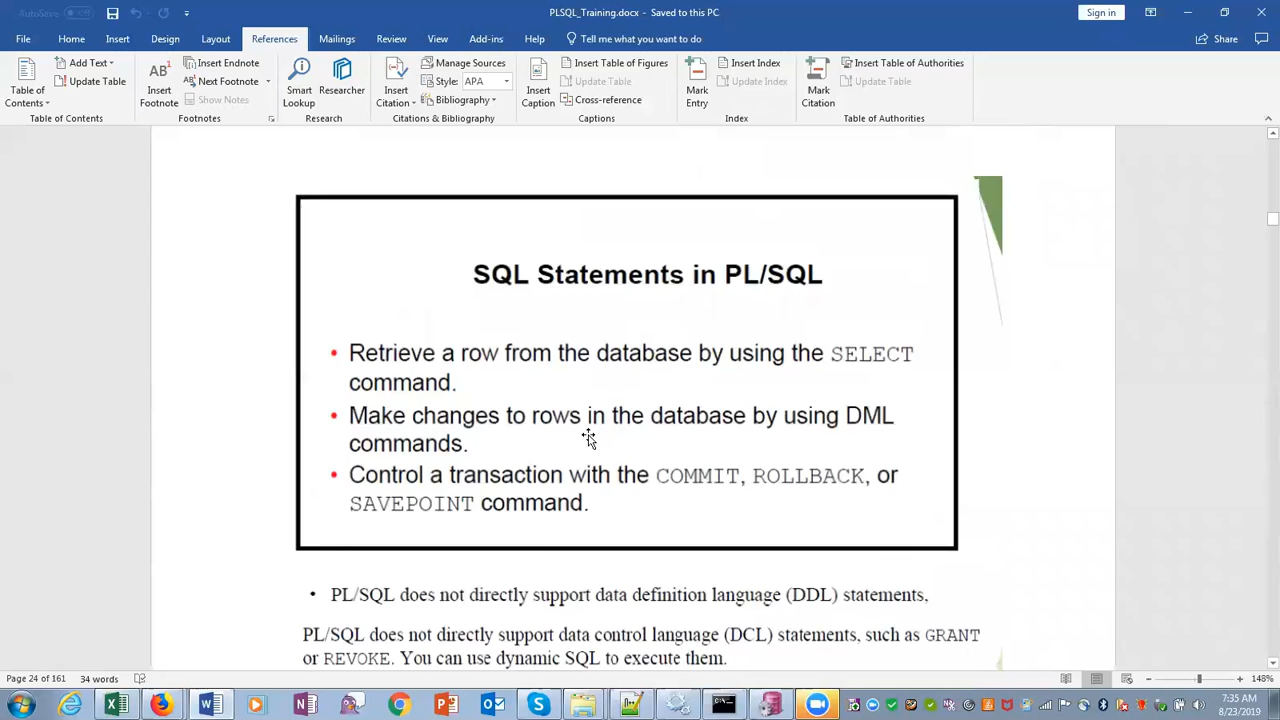 AutoSave
PLSQL_Training.docx - Saved to this PC
Sign in
File Home Insert Design Layout References Mailings Review View Add-ins Help Tell me what you want to do Share
Table of Contents
Add Text
Update Table
Table of Contents
AB1
Insert Footnote
Insert Endnote
Next Footnote
Show Notes
Footnotes
Smart Lookup
Researcher
Research
Insert Citation
Manage Sources
Style: APA
Bibliography
Citations & Bibliography
Insert Caption
Insert Table of Figures
Update Table
Cross-reference
Captions
Mark Entry
Insert Index
Update Index
Index
Mark Citation
Insert Table of Authorities
Update Table
Table of Authorities
SQL Statements in PL/SQL
• Retrieve a row from the database by using the SELECT
command.
• Make changes to rows in the database by using DML
commands.
• Control a transaction with the COMMIT, ROLLBACK, or
SAVEPOINT command.
• PL/SQL does not directly support data definition language (DDL) statements,
PL/SQL does not directly support data control language (DCL) statements, such as GRANT
or REVOKE. You can use dynamic SQL to execute them.
Page 24 of 161 34 words
148%
7:35 AM
8/23/2019